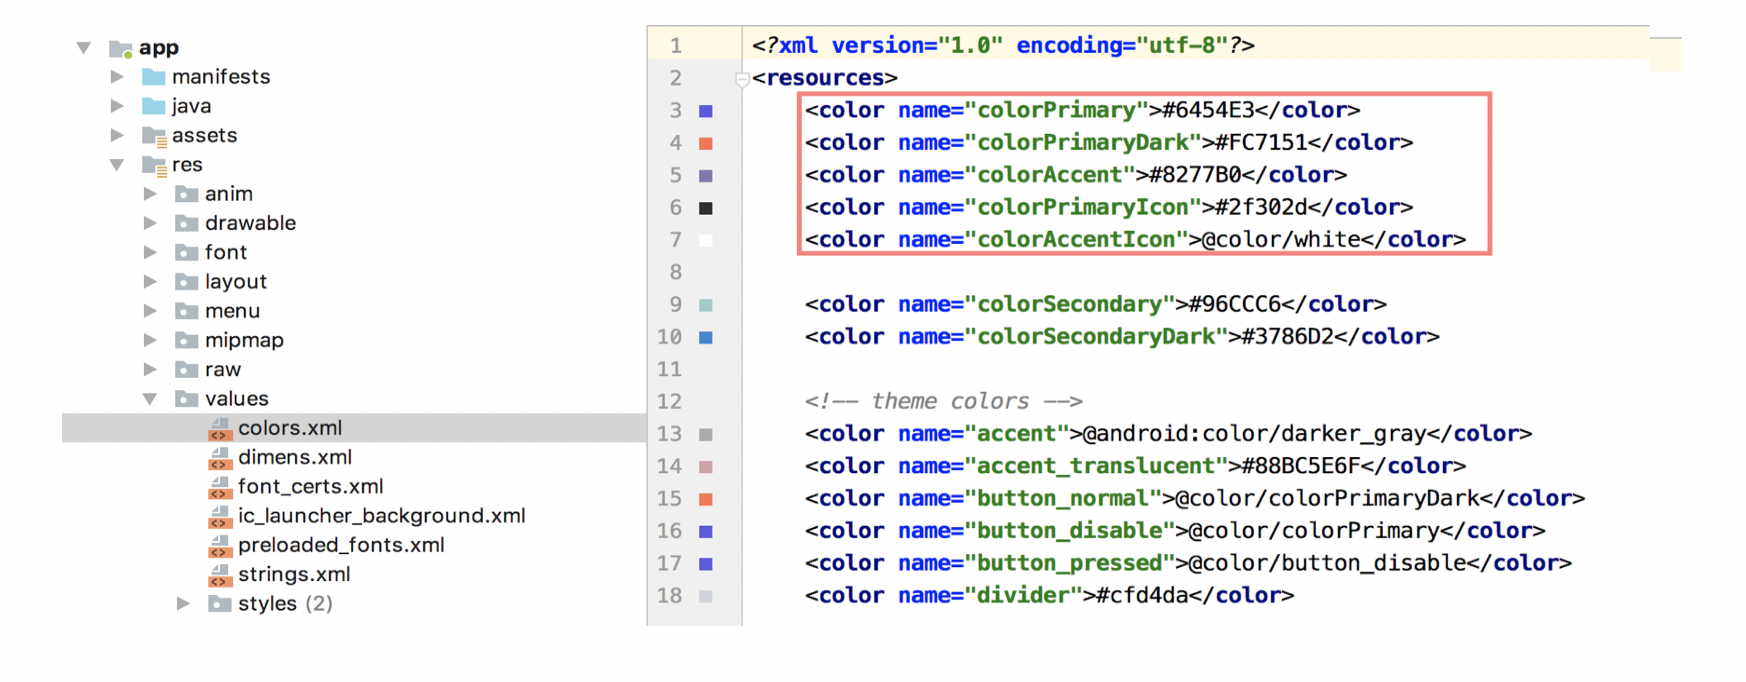 app
manifests
java
assets
res
anim
drawable
font
layout
menu
mipmap
raw
values
colors.xml
dimens.xml
font_certs.xml
ic_launcher_background.xml
preloaded_fonts.xml
strings.xml
styles (2)
1 <?xml version="1.0" encoding="utf-8"?>
2 <resources>
3 <color name="colorPrimary">#6454E3</color>
4 <color name="colorPrimaryDark">#FC7151</color>
5 <color name="colorAccent">#8277B0</color>
6 <color name="colorPrimaryIcon">#2f302d</color>
7 <color name="colorAccentIcon">@color/white</color>
8
9 <color name="colorSecondary">#96CCC6</color>
10 <color name="colorSecondaryDark">#3786D2</color>
11
12 <!-- theme colors -->
13 <color name="accent">@android:color/darker_gray</color>
14 <color name="accent_translucent">#88BC5E6F</color>
15 <color name="button_normal">@color/colorPrimaryDark</color>
16 <color name="button_disable">@color/colorPrimary</color>
17 <color name="button_pressed">@color/button_disable</color>
18 <color name="divider">#cfd4da</color>